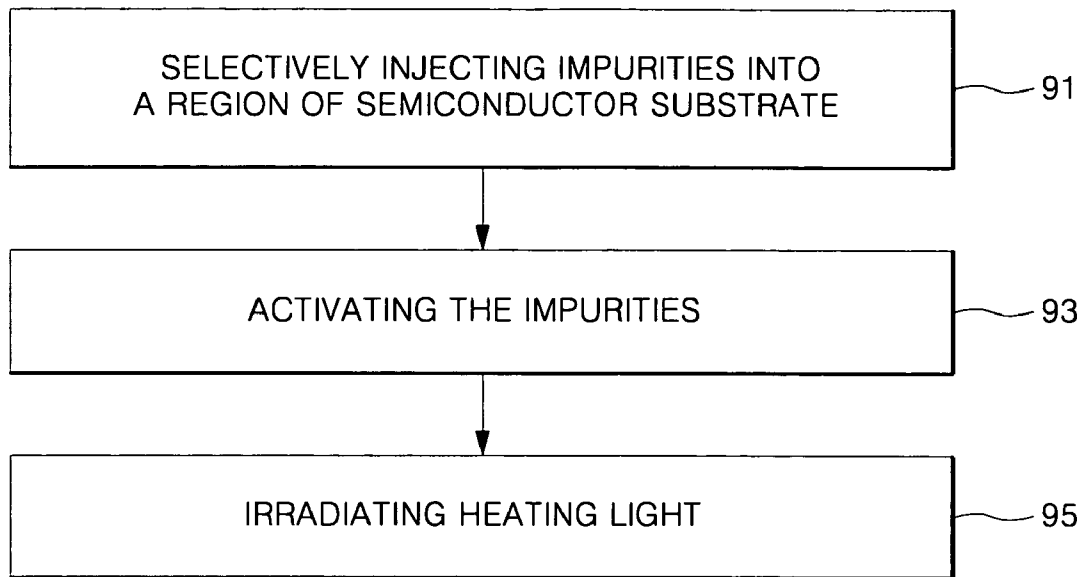 SELECTIVELY INJECTING IMPURITIES INTO
A REGION OF SEMICONDUCTOR SUBSTRATE
91
ACTIVATING THE IMPURITIES
93
IRRADIATING HEATING LIGHT
95